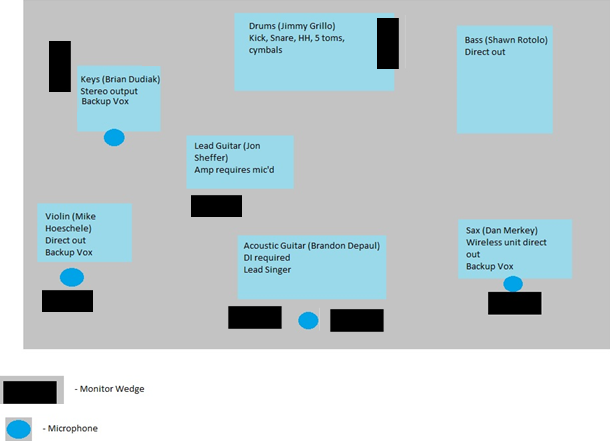 Drums (Jimmy Grillo)
Kick, Snare, HH, 5 toms,
cymbals
Bass (Shawn Rotolo)
Direct out
Keys (Brian Dudiak)
Stereo output
Backup Vox
Lead Guitar (Jon
Sheffer)
Amp requires mic'd
Violin (Mike
Hoeschele)
Direct out
Backup Vox
Acoustic Guitar (Brandon Depaul)
DI required
Lead Singer
Sax (Dan Merkey)
Wireless unit direct
out
Backup Vox
- Monitor Wedge
- Microphone